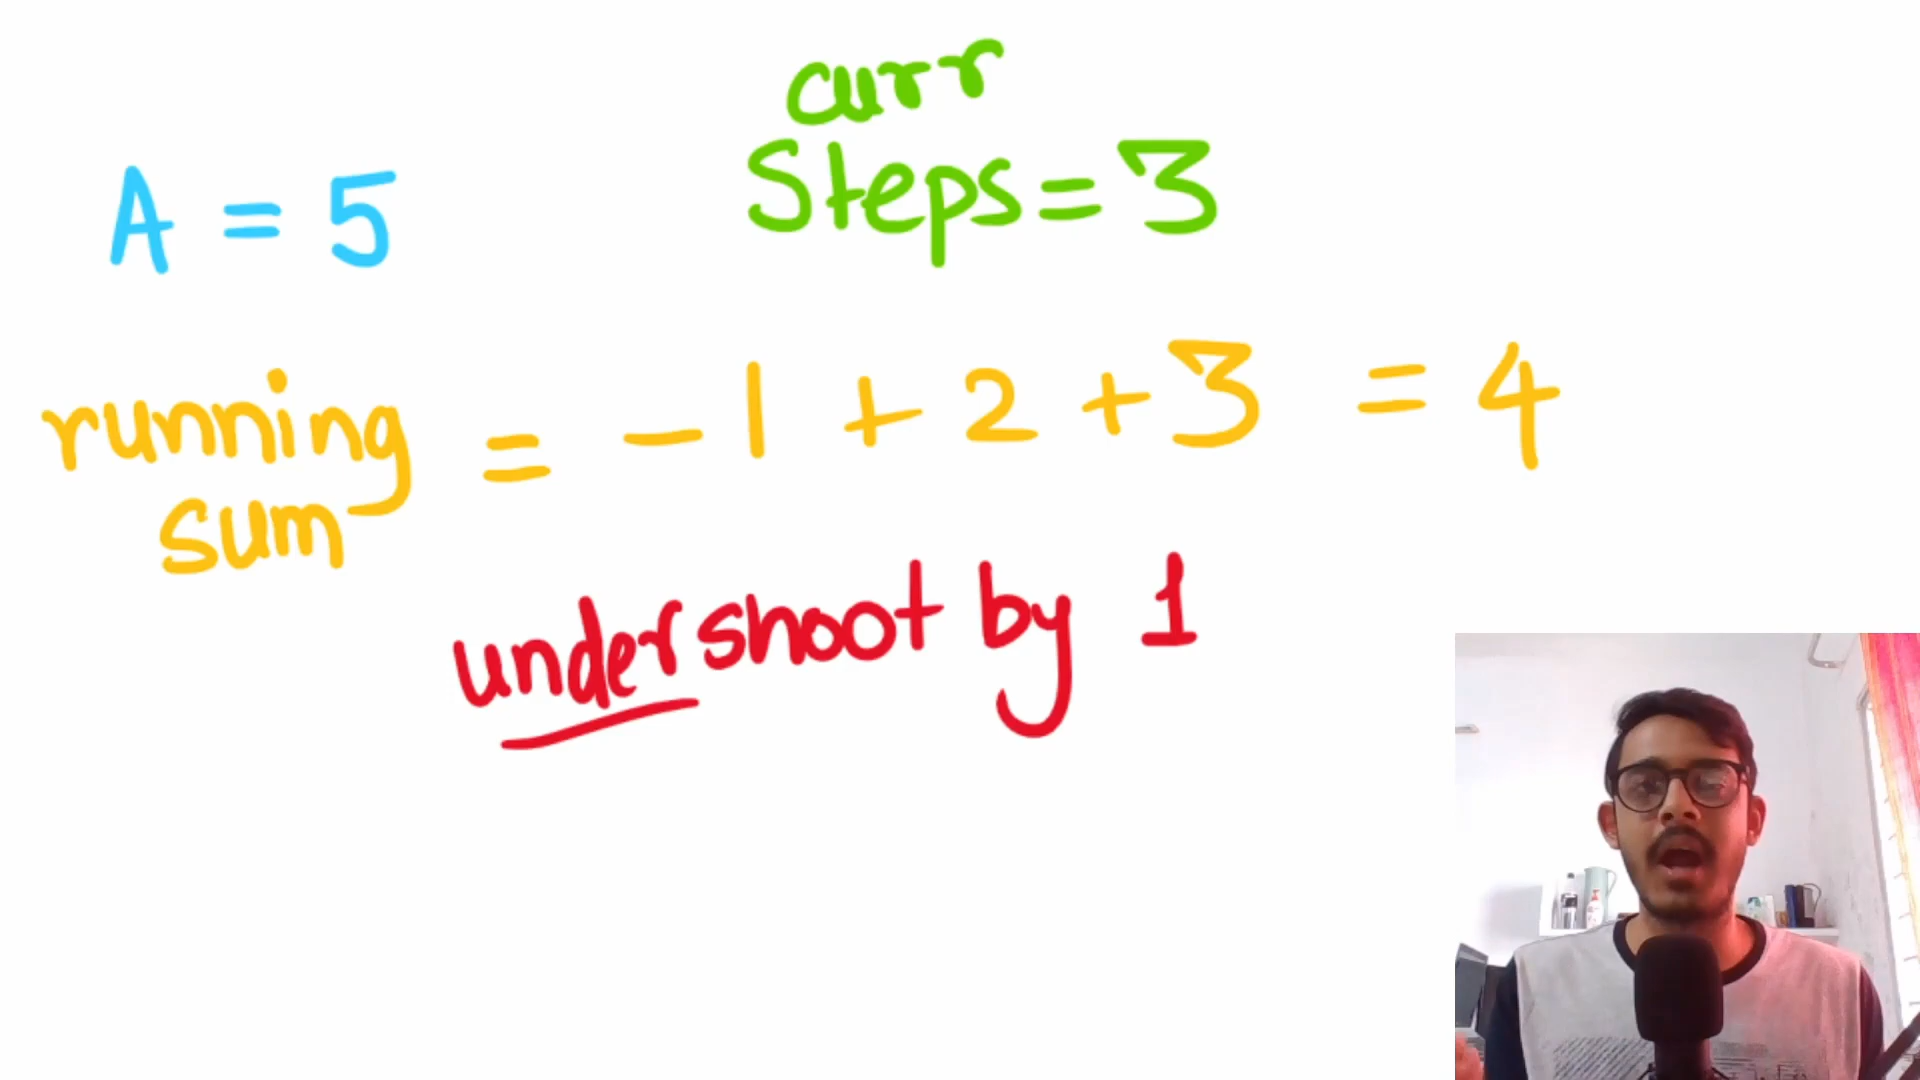 curr
A = 5
Steps = 3
running
sum
= -1 + 2 + 3 = 4
undershoot by 1